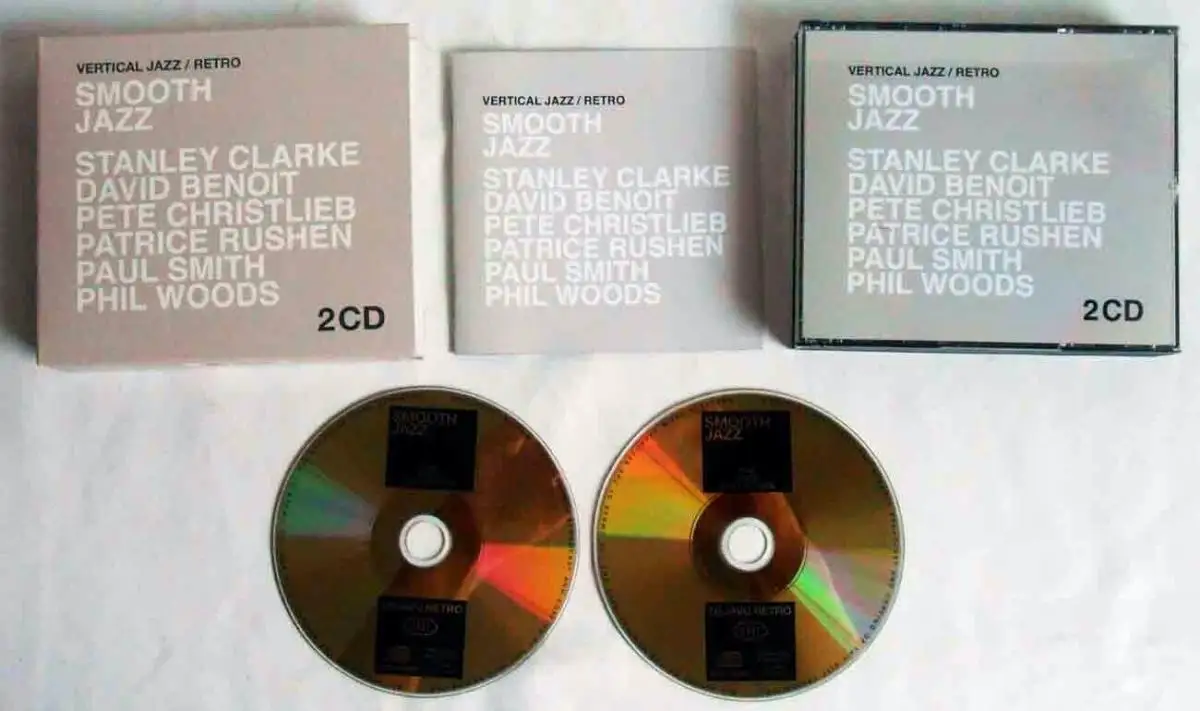 VERTICAL JAZZ / RETRO
SMOOTH
JAZZ
STANLEY CLARKE
DAVID BENOIT
PETE CHRISTLIEB
PATRICE RUSHEN
PAUL SMITH
PHIL WOODS
2CD
VERTICAL JAZZ / RETRO
SMOOTH
JAZZ
STANLEY CLARKE
DAVID BENOIT
PETE CHRISTLIEB
PATRICE RUSHEN
PAUL SMITH
PHIL WOODS
VERTICAL JAZZ / RETRO
SMOOTH
JAZZ
STANLEY CLARKE
DAVID BENOIT
PETE CHRISTLIEB
PATRICE RUSHEN
PAUL SMITH
PHIL WOODS
2CD
SMOOTH
JAZZ
RETRO
SMOOTH
JAZZ
RETRO